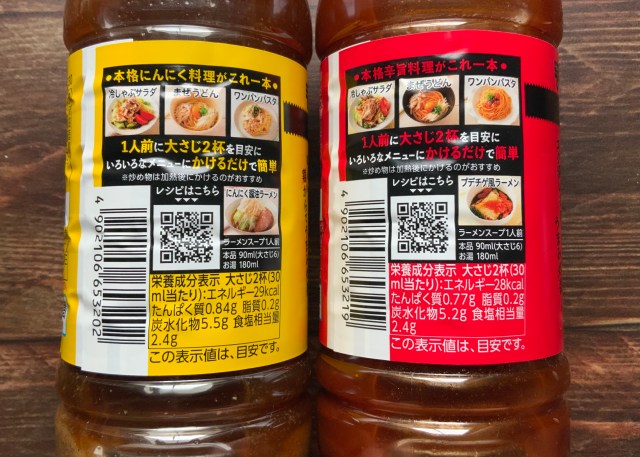 ●本格にんにく料理がこれ一本●
冷しゃぶサラダ
まぜうどん
ワンパンパスタ
1人前に大さじ2杯を目安に
いろいろなメニューにかけるだけで簡単
※炒め物は加熱後にかけるのがおすすめ
レシピはこちら
にんにく醤油ラーメン
ラーメンスープ1人前
本品 90ml(大さじ6)
お湯 180ml
4902106653202
栄養成分表示 大さじ2杯(30
ml当たり):エネルギー29kcal
たんぱく質0.84g 脂質0.2g
炭水化物5.5g 食塩相当量
2.4g
この表示値は、目安です。
●本格辛旨料理がこれ一本●
冷しゃぶサラダ
まぜうどん
ワンパンパスタ
1人前に大さじ2杯を目安に
いろいろなメニューにかけるだけで簡単
※炒め物は加熱後にかけるのがおすすめ
レシピはこちら
プデチゲ風ラーメン
ラーメンスープ1人前
本品 90ml(大さじ6)
お湯 180ml
4902106653219
栄養成分表示 大さじ2杯(30
ml当たり):エネルギー28kcal
たんぱく質0.77g 脂質0.2g
炭水化物5.2g 食塩相当量
2.4g
この表示値は、目安です。